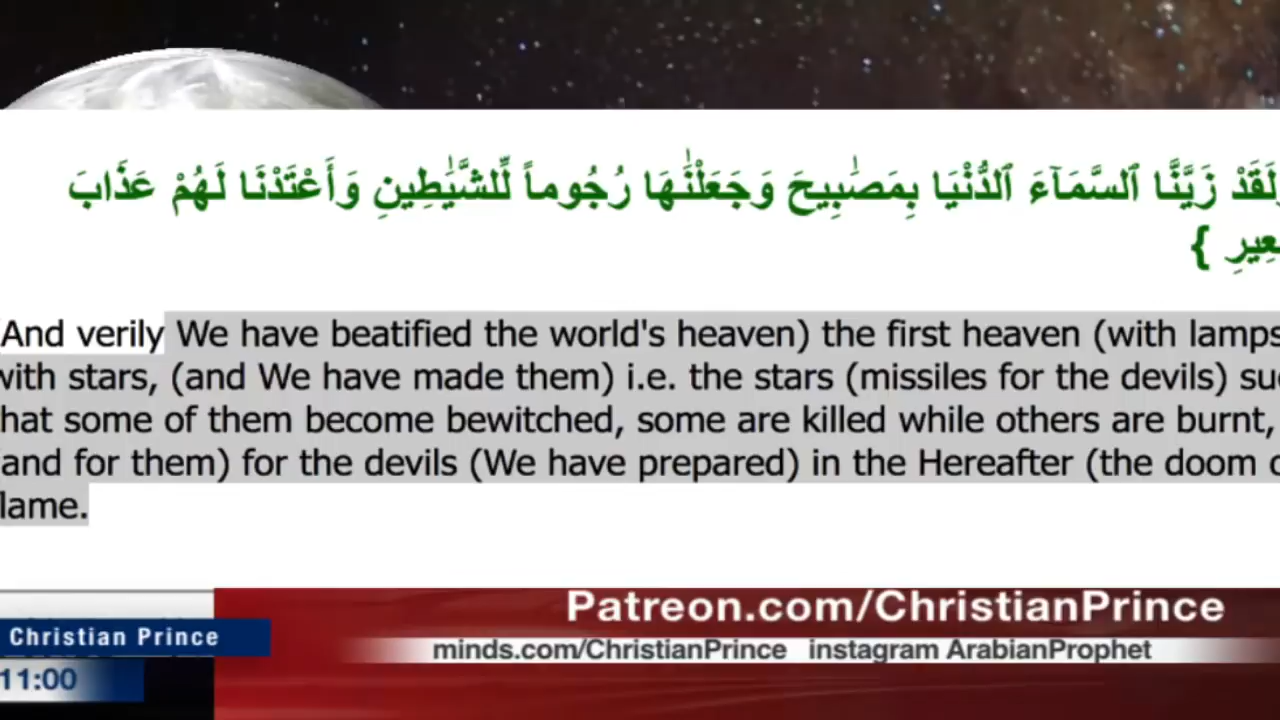 لَقَدْ زَيَّنَّا ٱلسَّمَآءَ ٱلدُّنْيَا بِمَصَٰبِيحَ وَجَعَلْنَٰهَا رُجُوماً لِّلشَّيَٰطِينِ وَأَعْتَدْنَا لَهُمْ عَذَابَ
عِيرِ }
(And verily We have beatified the world's heaven) the first heaven (with lamps
with stars, (and We have made them) i.e. the stars (missiles for the devils)
hat some of them become bewitched, some are killed while others are burnt,
and for them) for the devils (We have prepared) in the Hereafter (the doom
lame.
Patreon.com/ChristianPrince
Christian Prince
minds.com/ChristianPrince instagram ArabianProphet
11:00